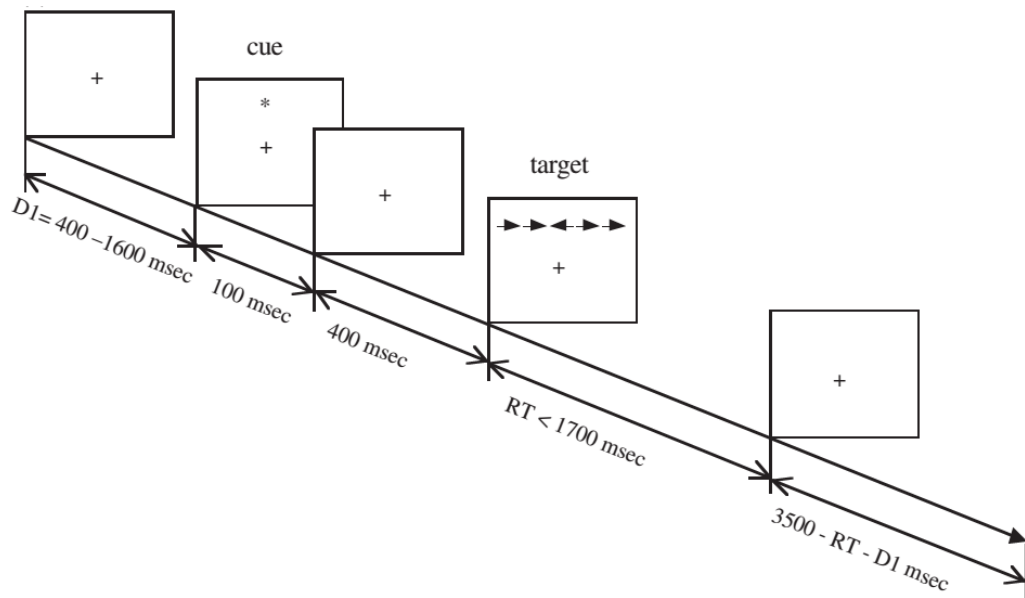 +
cue
*
+
+
target
+
+
D1= 400 –1600 msec
100 msec
400 msec
RT < 1700 msec
3500 - RT - D1 msec